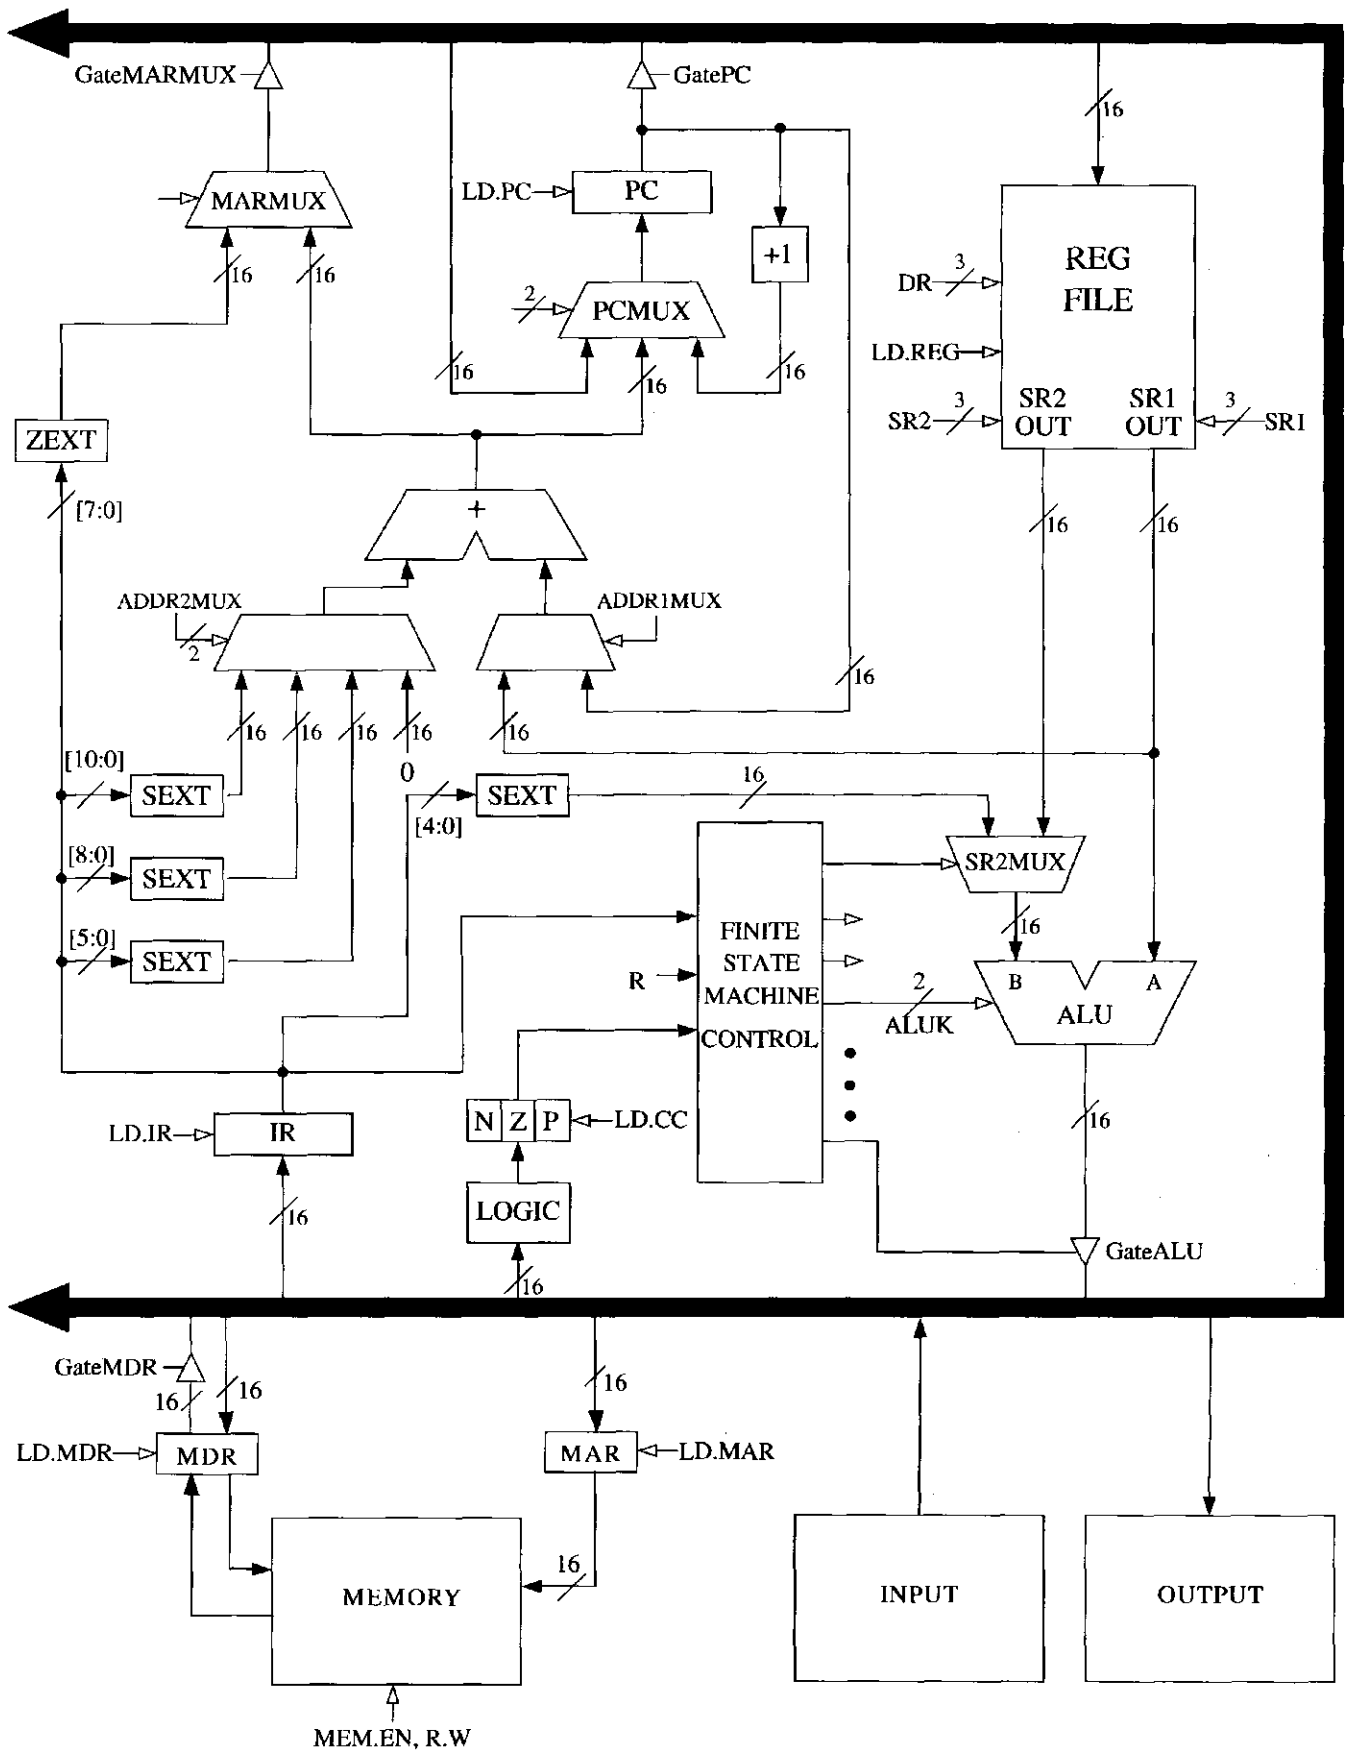 GateMARMUX
GatePC
16
MARMUX
LD.PC
PC
16
16
+1
REG
FILE
2
PCMUX
DR
3
LD.REG
16
16
16
ZEXT
SR2
3
SR2
OUT
SR1
OUT
3
SR1
[7:0]
+
16
16
ADDR2MUX
2
ADDR1MUX
16
16
16
16
16
16
[10:0]
SEXT
0
[4:0]
SEXT
16
[8:0]
SEXT
SR2MUX
16
[5:0]
SEXT
R
FINITE
STATE
MACHINE
CONTROL
2
ALUK
B
A
ALU
LD.IR
IR
N Z P
LD.CC
16
16
LOGIC
16
GateALU
GateMDR
16
16
16
LD.MDR
MDR
MAR
LD.MAR
16
MEMORY
INPUT
OUTPUT
MEM.EN, R.W